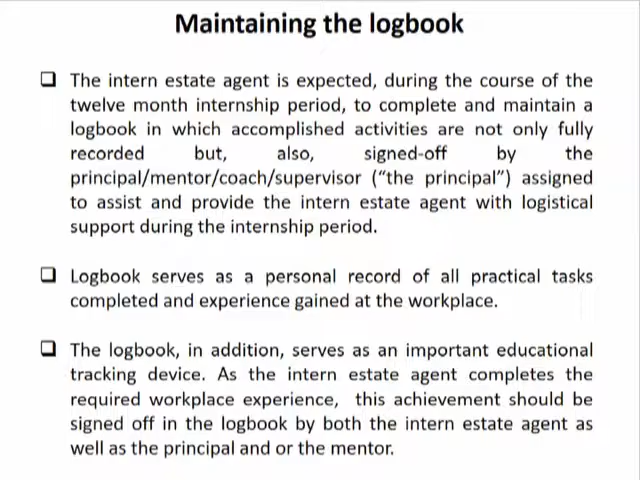 Maintaining the logbook
❑ The intern estate agent is expected, during the course of the
twelve month internship period, to complete and maintain a
logbook in which accomplished activities are not only fully
recorded but, also, signed-off by the
principal/mentor/coach/supervisor (“the principal”) assigned
to assist and provide the intern estate agent with logistical
support during the internship period.
❑ Logbook serves as a personal record of all practical tasks
completed and experience gained at the workplace.
❑ The logbook, in addition, serves as an important educational
tracking device. As the intern estate agent completes the
required workplace experience, this achievement should be
signed off in the logbook by both the intern estate agent as
well as the principal and or the mentor.